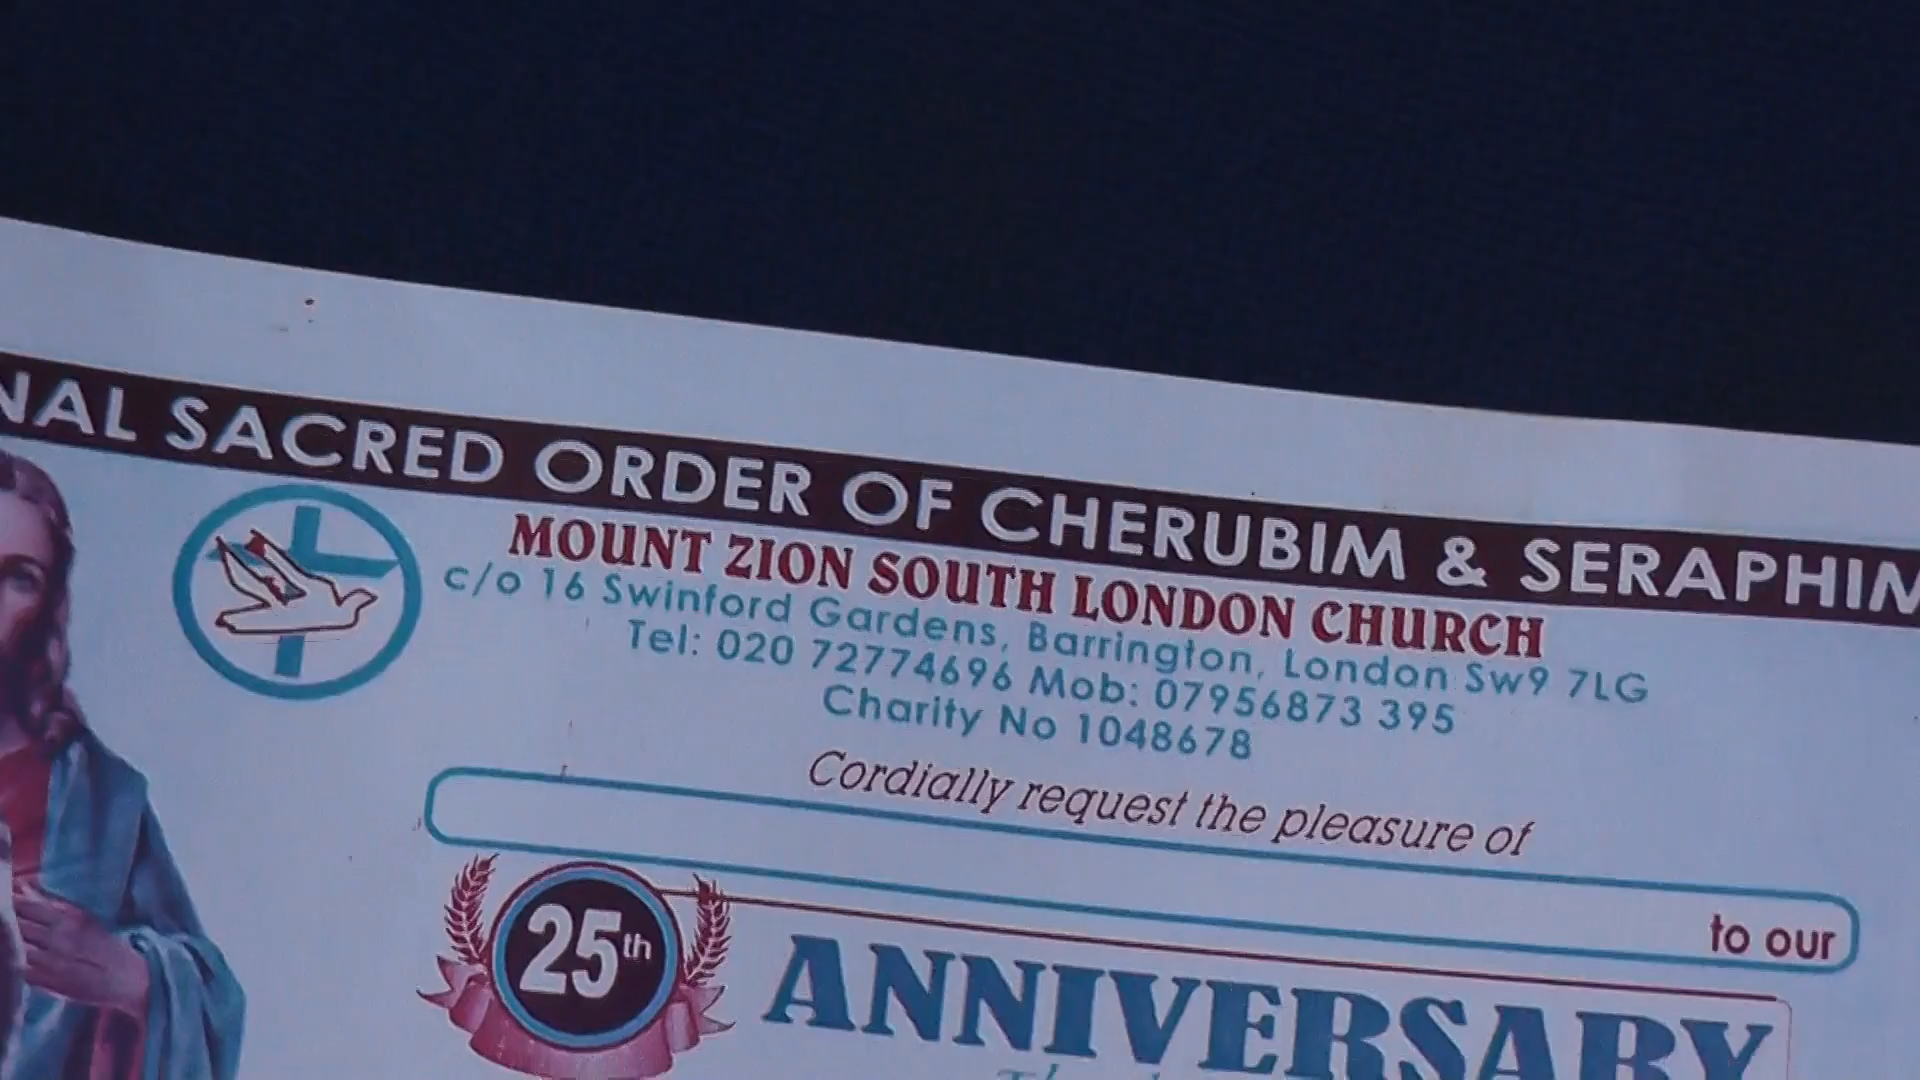 NAL SACRED ORDER OF CHERUBIM & SERAPHIM
MOUNT ZION SOUTH LONDON CHURCH
c/o 16 Swinford Gardens, Barrington, London Sw9 7LG
Tel: 020 72774696 Mob: 07956873 395
Charity No 1048678
Cordially request the pleasure of
to our
25th ANNIVERSARY